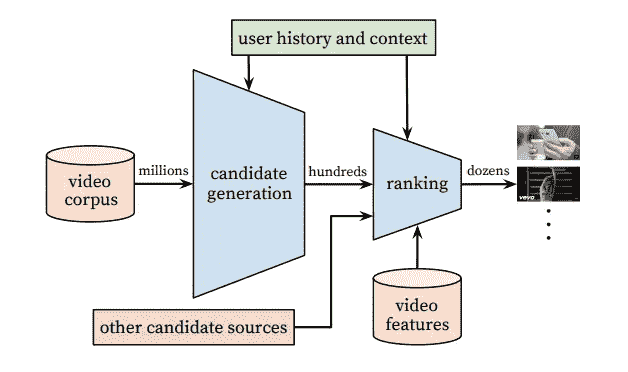 user history and context
millions
video
corpus
candidate
generation
hundreds
ranking
dozens
vevo
other candidate sources
video
features